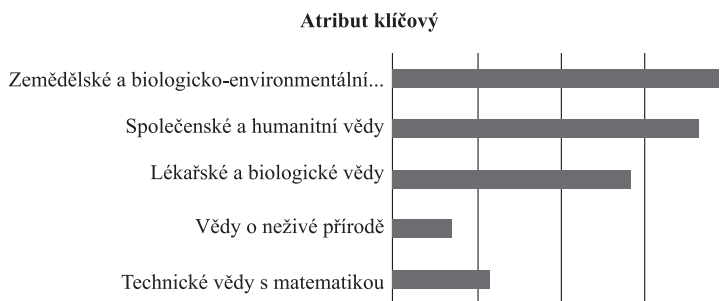 Atribut klíčový
Zemědělské a biologicko-environmentální...
Společenské a humanitní vědy
Lékařské a biologické vědy
Vědy o neživé přírodě
Technické vědy s matematikou